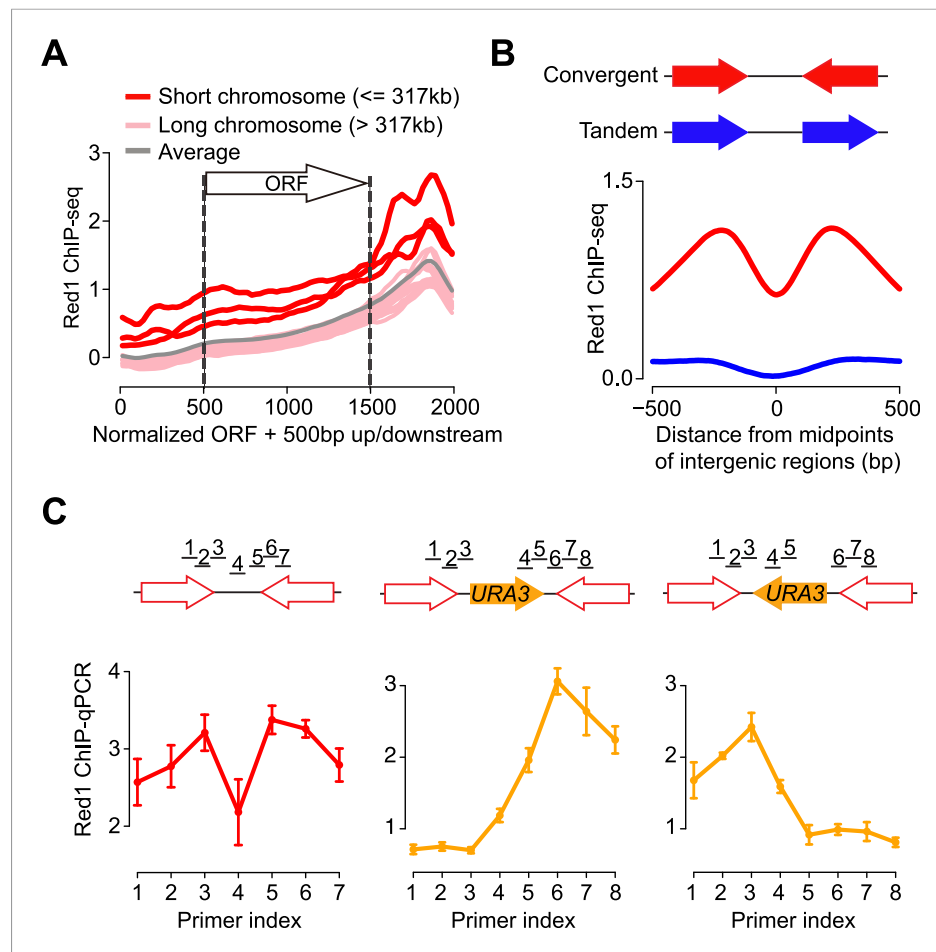 A
Short chromosome (<= 317kb)
Long chromosome (> 317kb)
Average
ORF
Red1 ChIP-seq
3
2
1
0
0 500 1000 1500 2000
Normalized ORF + 500bp up/downstream
B
Convergent
Tandem
Red1 ChIP-seq
1.5
0.0
−500 0 500
Distance from midpoints
of intergenic regions (bp)
C
1 2 3 4 5 6 7
1 2 3 4 5 6 7 8
URA3
1 2 3 4 5 6 7 8
URA3
Red1 ChIP-qPCR
4
3
2
1 2 3 4 5 6 7
Primer index
3
2
1
1 2 3 4 5 6 7 8
Primer index
3
2
1
1 2 3 4 5 6 7 8
Primer index